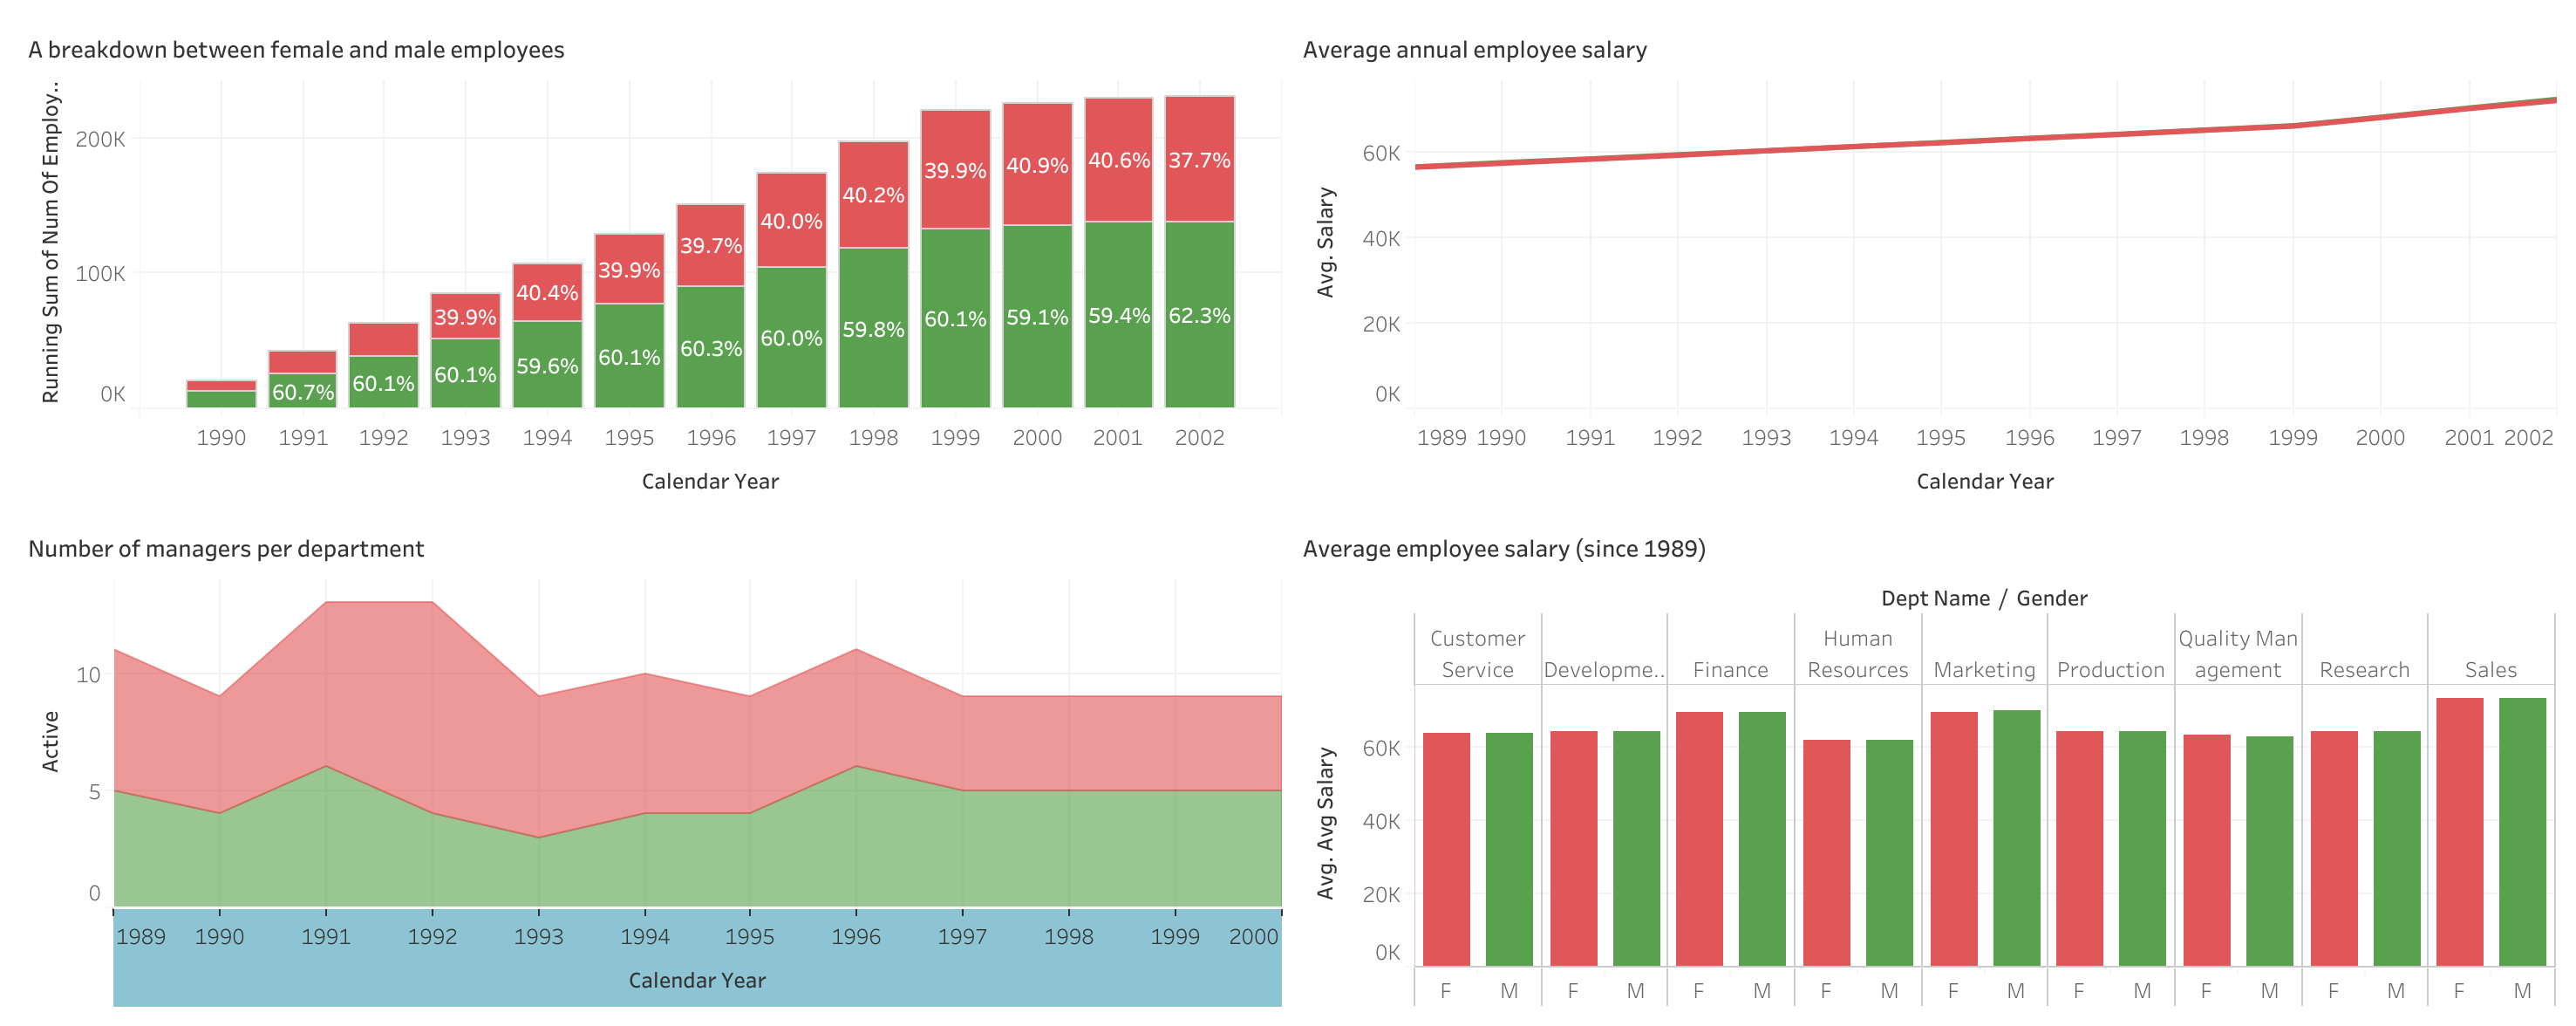 A breakdown between female and male employees
Running Sum of Num Of Employ..
200K
100K
0K
39.9%
40.4%
39.9%
39.7%
40.0%
40.2%
39.9%
40.9%
40.6%
37.7%
60.7%
60.1%
60.1%
59.6%
60.1%
60.3%
60.0%
59.8%
60.1%
59.1%
59.4%
62.3%
1990 1991 1992 1993 1994 1995 1996 1997 1998 1999 2000 2001 2002
Calendar Year
Average annual employee salary
Avg. Salary
60K
40K
20K
0K
1989 1990 1991 1992 1993 1994 1995 1996 1997 1998 1999 2000 2001 2002
Calendar Year
Number of managers per department
Active
10
5
0
1989 1990 1991 1992 1993 1994 1995 1996 1997 1998 1999 2000
Calendar Year
Average employee salary (since 1989)
Dept Name / Gender
Customer
Service
Developme..
Finance
Human
Resources
Marketing
Production
Quality Man
agement
Research
Sales
Avg. Avg Salary
60K
40K
20K
0K
F M F M F M F M F M F M F M F M F M